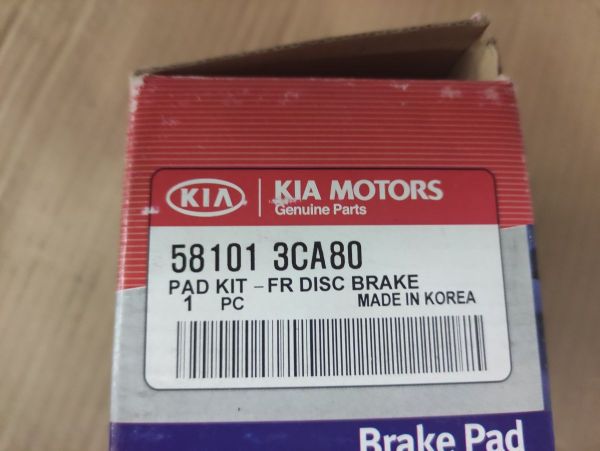 KIA KIA MOTORS
Genuine Parts
58101 3CA80
PAD KIT - FR DISC BRAKE
1 PC MADE IN KOREA
Brake Pad